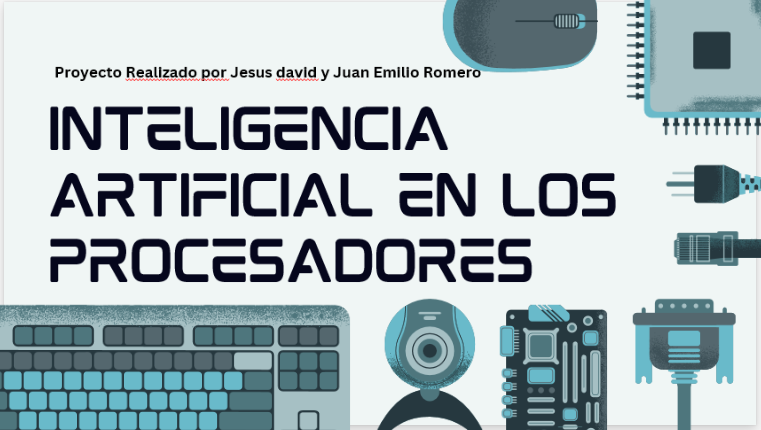 Proyecto Realizado por Jesus david y Juan Emilio Romero
INTELIGENCIA
ARTIFICIAL EN LOS
PROCESADORES